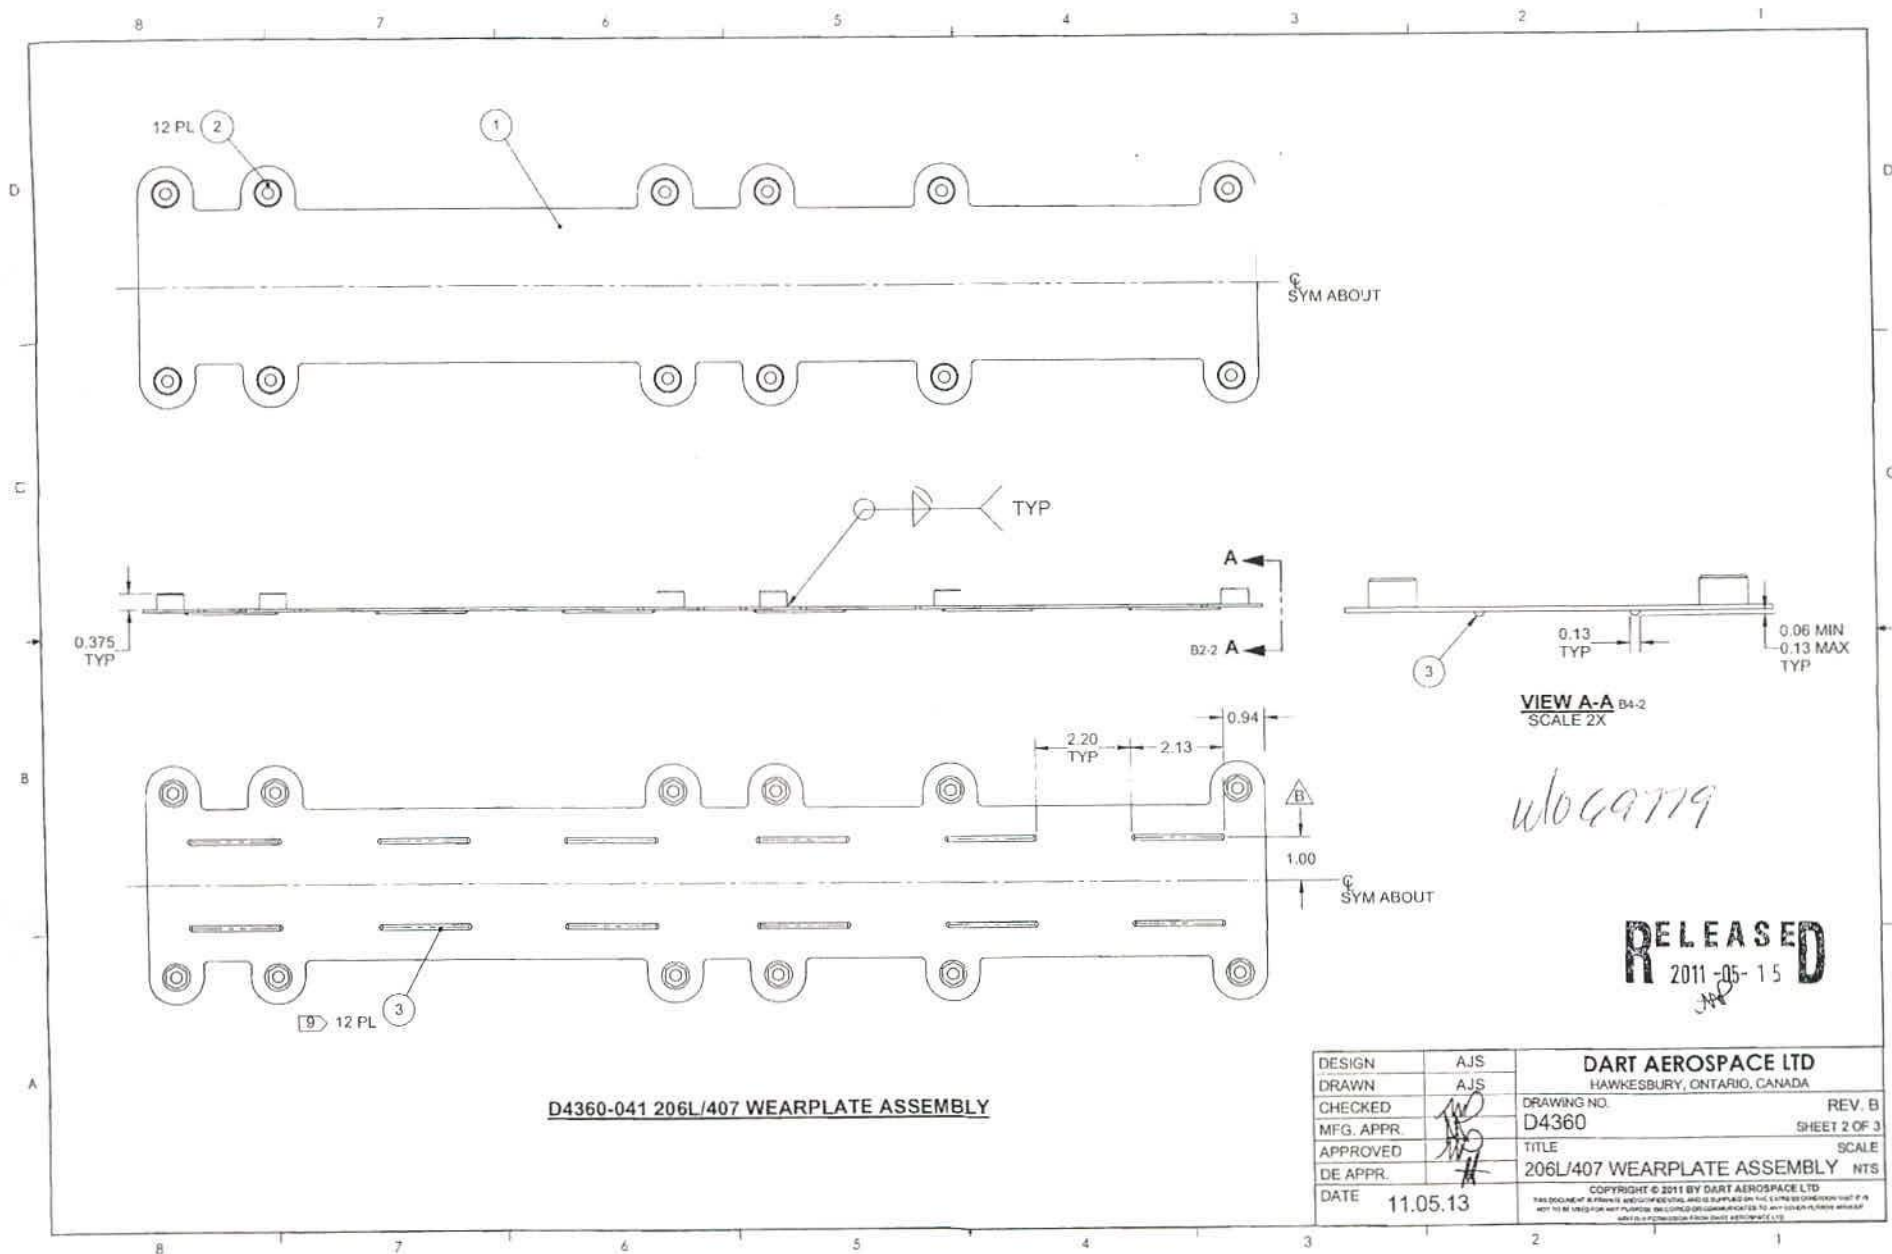 8 7 6 5 4 3 2 1
D
D
C
C
B
A
12 PL 2
1
℄
SYM ABOUT
TYP
0.375
TYP
A
B2-2 A
3
0.13
TYP
0.06 MIN
0.13 MAX
TYP
VIEW A-A B4-2
SCALE 2X
0.94
2.20
TYP
2.13
B
1.00
℄
SYM ABOUT
9 12 PL 3
W/O 69779
RELEASED
2011-05-15
D4360-041 206L/407 WEARPLATE ASSEMBLY
DESIGN AJS
DRAWN AJS
CHECKED
MFG. APPR.
APPROVED
DE APPR.
DATE 11.05.13
DART AEROSPACE LTD
HAWKESBURY, ONTARIO, CANADA
DRAWING NO. REV. B
D4360 SHEET 2 OF 3
TITLE SCALE
206L/407 WEARPLATE ASSEMBLY NTS
COPYRIGHT © 2011 BY DART AEROSPACE LTD
8 7 6 5 4 3 2 1